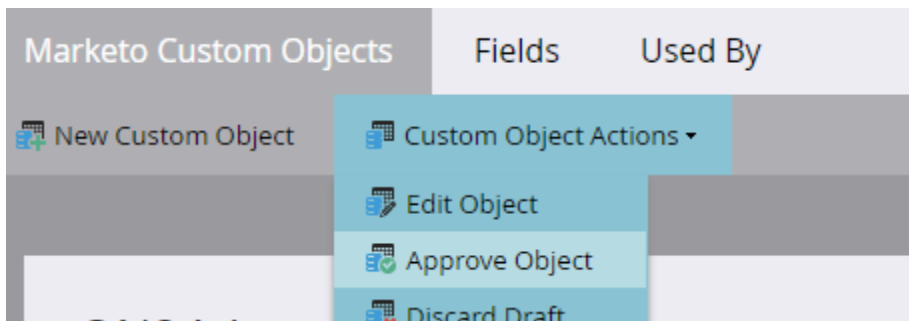 Marketo Custom Objects Fields Used By
New Custom Object Custom Object Actions
Edit Object
Approve Object
Discard Draft